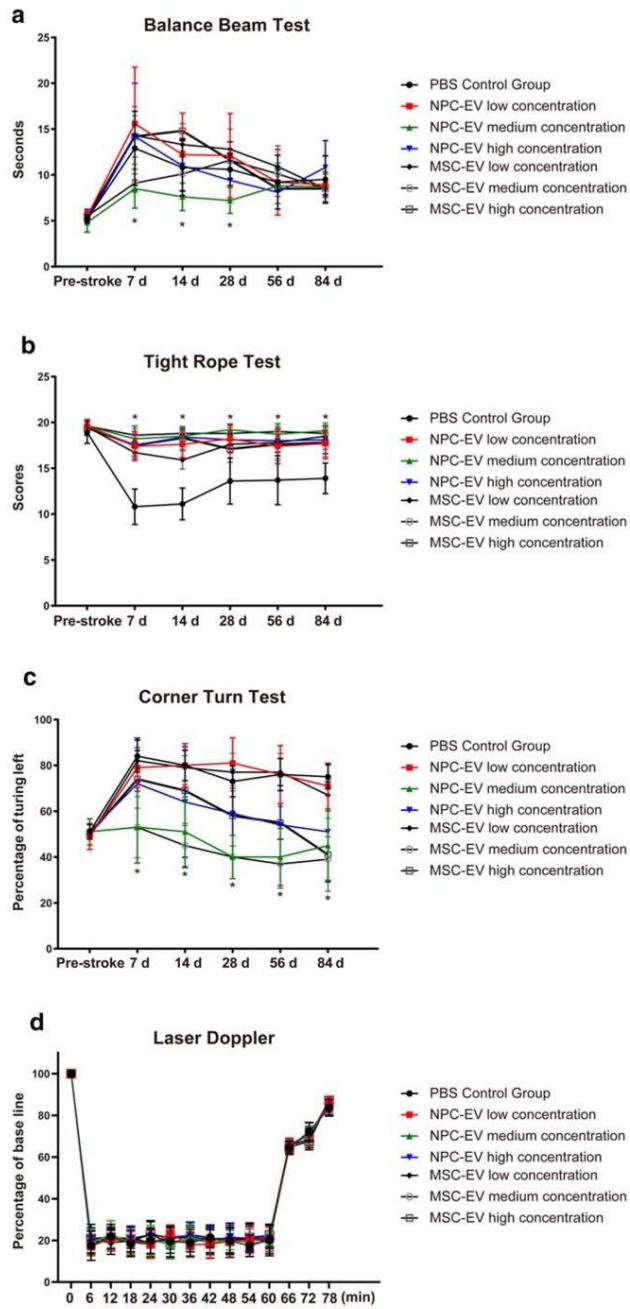 a
Balance Beam Test
25
20
15
10
5
0
Seconds
* * *
Pre-stroke 7 d 14 d 28 d 56 d 84 d
PBS Control Group
NPC-EV low concentration
NPC-EV medium concentration
NPC-EV high concentration
MSC-EV low concentration
MSC-EV medium concentration
MSC-EV high concentration
b
Tight Rope Test
25
20
15
10
5
0
Scores
* * * * *
Pre-stroke 7 d 14 d 28 d 56 d 84 d
PBS Control Group
NPC-EV low concentration
NPC-EV medium concentration
NPC-EV high concentration
MSC-EV low concentration
MSC-EV medium concentration
MSC-EV high concentration
c
Corner Turn Test
100
80
60
40
20
0
Percentage of turing left
* * * * *
Pre-stroke 7 d 14 d 28 d 56 d 84 d
PBS Control Group
NPC-EV low concentration
NPC-EV medium concentration
NPC-EV high concentration
MSC-EV low concentration
MSC-EV medium concentration
MSC-EV high concentration
d
Laser Doppler
100
80
60
40
20
0
Percentage of base line
0 6 12 18 24 30 36 42 48 54 60 66 72 78 (min)
PBS Control Group
NPC-EV low concentration
NPC-EV medium concentration
NPC-EV high concentration
MSC-EV low concentration
MSC-EV medium concentration
MSC-EV high concentration